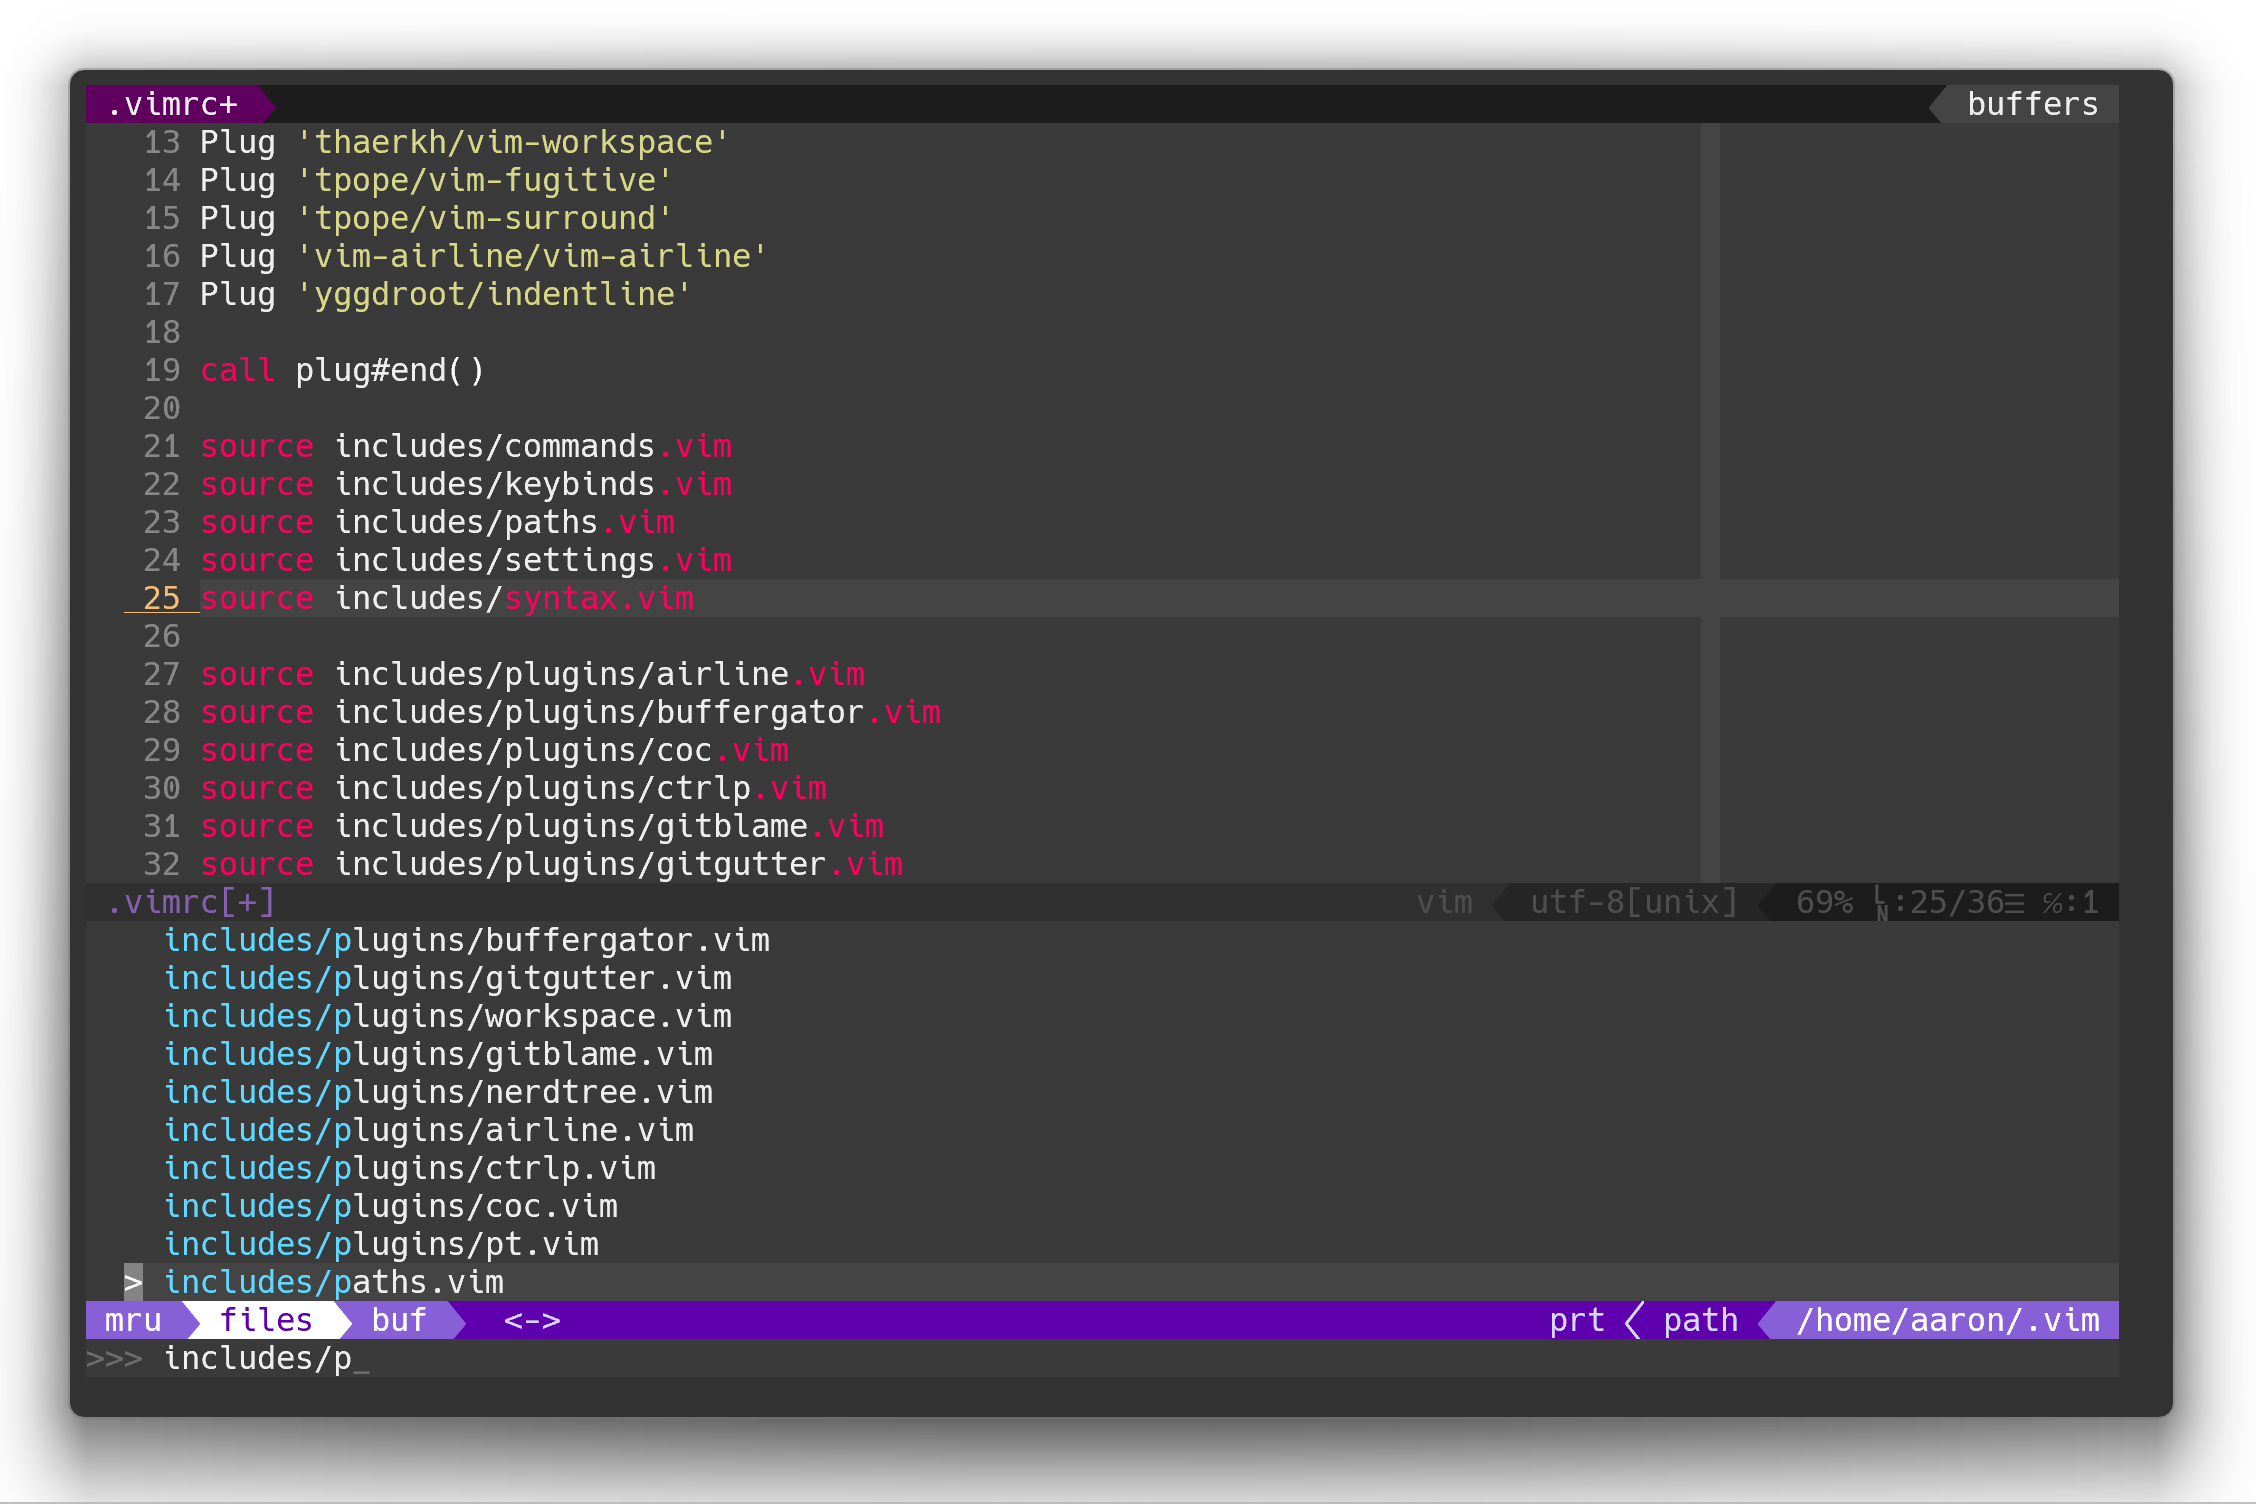 .vimrc+ buffers
13 Plug 'thaerkh/vim-workspace'
14 Plug 'tpope/vim-fugitive'
15 Plug 'tpope/vim-surround'
16 Plug 'vim-airline/vim-airline'
17 Plug 'yggdroot/indentline'
18
19 call plug#end()
20
21 source includes/commands.vim
22 source includes/keybinds.vim
23 source includes/paths.vim
24 source includes/settings.vim
25 source includes/syntax.vim
26
27 source includes/plugins/airline.vim
28 source includes/plugins/buffergator.vim
29 source includes/plugins/coc.vim
30 source includes/plugins/ctrlp.vim
31 source includes/plugins/gitblame.vim
32 source includes/plugins/gitgutter.vim
.vimrc[+] vim utf-8[unix] 69% ␤:25/36☰ ℅:1
includes/plugins/buffergator.vim
includes/plugins/gitgutter.vim
includes/plugins/workspace.vim
includes/plugins/gitblame.vim
includes/plugins/nerdtree.vim
includes/plugins/airline.vim
includes/plugins/ctrlp.vim
includes/plugins/coc.vim
includes/plugins/pt.vim
> includes/paths.vim
mru files buf <-> prt path /home/aaron/.vim
>>> includes/p_